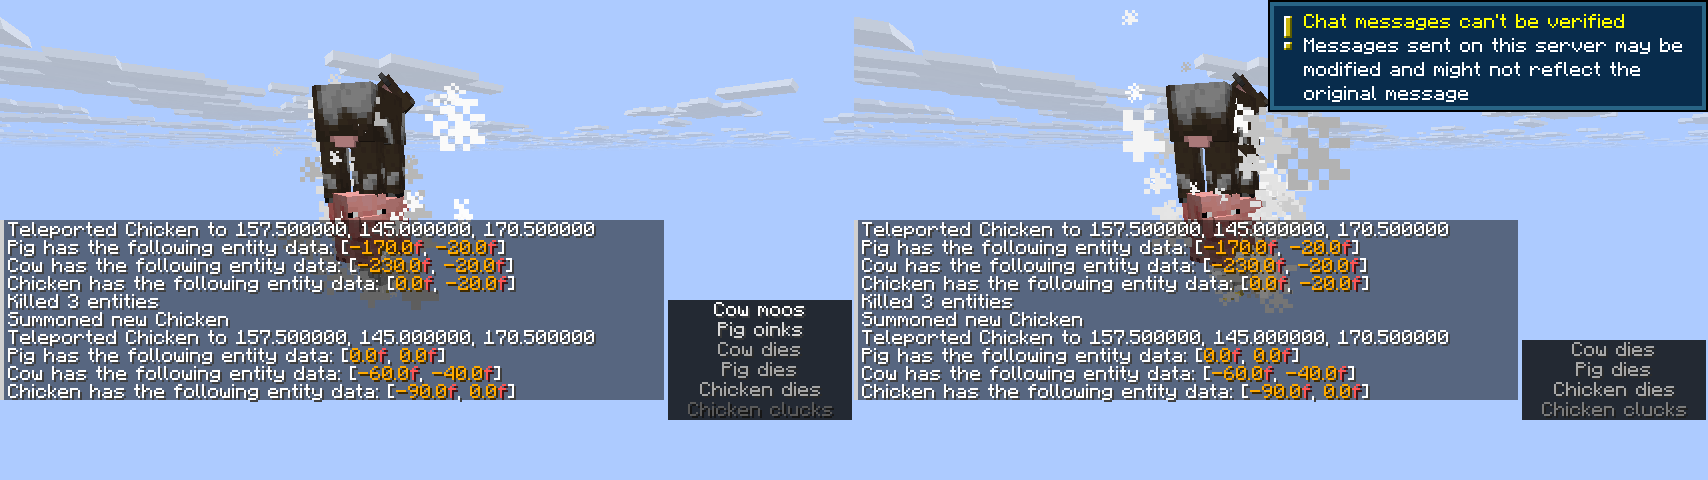 Teleported Chicken to 157.500000, 145.000000, 170.500000
Pig has the following entity data: [-170.0f, -20.0f]
Cow has the following entity data: [-230.0f, -20.0f]
Chicken has the following entity data: [0.0f, -20.0f]
Killed 3 entities
Summoned new Chicken
Teleported Chicken to 157.500000, 145.000000, 170.500000
Pig has the following entity data: [0.0f, 0.0f]
Cow has the following entity data: [-60.0f, -40.0f]
Chicken has the following entity data: [-90.0f, 0.0f]
Cow moos
Pig oinks
Cow dies
Pig dies
Chicken dies
Chicken clucks
Chat messages can't be verified
Messages sent on this server may be
modified and might not reflect the
original message
Teleported Chicken to 157.500000, 145.000000, 170.500000
Pig has the following entity data: [-170.0f, -20.0f]
Cow has the following entity data: [-230.0f, -20.0f]
Chicken has the following entity data: [0.0f, -20.0f]
Killed 3 entities
Summoned new Chicken
Teleported Chicken to 157.500000, 145.000000, 170.500000
Pig has the following entity data: [0.0f, 0.0f]
Cow has the following entity data: [-60.0f, -40.0f]
Chicken has the following entity data: [-90.0f, 0.0f]
Cow dies
Pig dies
Chicken dies
Chicken clucks